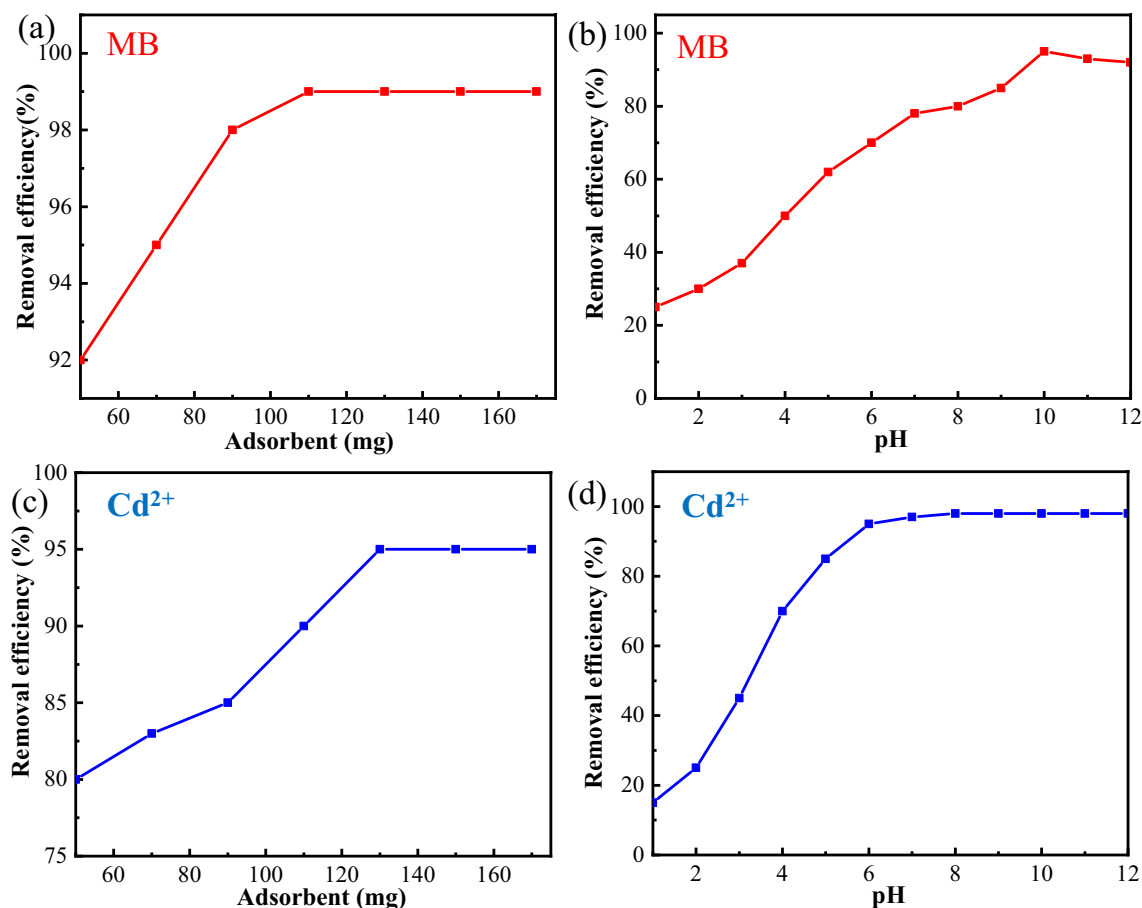 (a)
MB
Removal efficiency(%)
100
98
96
94
92
60 80 100 120 140 160
Adsorbent (mg)
(b)
MB
Removal efficiency (%)
100
80
60
40
20
0
2 4 6 8 10 12
pH
(c)
Cd²⁺
Removal efficiency (%)
100
95
90
85
80
75
60 80 100 120 140 160
Adsorbent (mg)
(d)
Cd²⁺
Removal efficiency (%)
100
80
60
40
20
0
2 4 6 8 10 12
pH